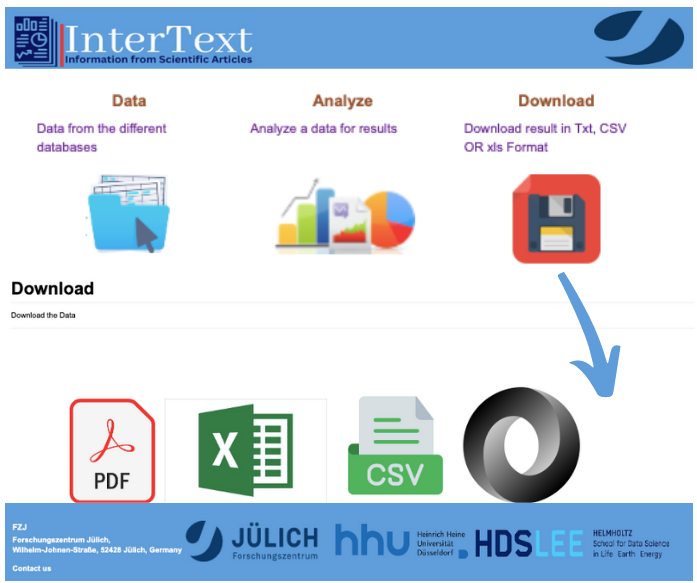 InterText
Information from Scientific Articles
Data
Data from the different
databases
Analyze
Analyze a data for results
Download
Download result in Txt, CSV
OR xls Format
Download
Download the Data
PDF
X
CSV
FZJ
Forschungszentrum Jülich,
Wilhelm-Johnen-Straße, 52428 Jülich, Germany
Contact us
JÜLICH
Forschungszentrum
hhu
Heinrich Heine
Universität
Düsseldorf
HDSLEE
HELMHOLTZ
School for Data Science
in Life Earth Energy